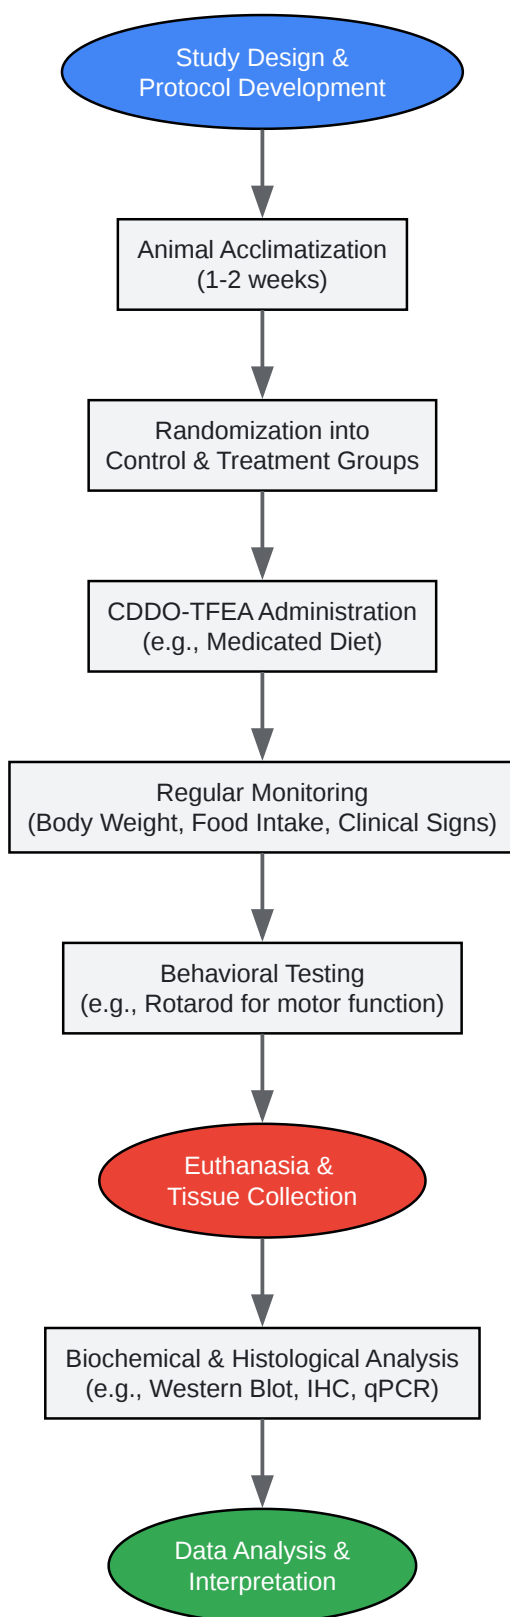 Study Design &
Protocol Development
Animal Acclimatization
(1-2 weeks)
Randomization into
Control & Treatment Groups
CDDO-TFEA Administration
(e.g., Medicated Diet)
Regular Monitoring
(Body Weight, Food Intake, Clinical Signs)
Behavioral Testing
(e.g., Rotarod for motor function)
Euthanasia &
Tissue Collection
Biochemical & Histological Analysis
(e.g., Western Blot, IHC, qPCR)
Data Analysis &
Interpretation